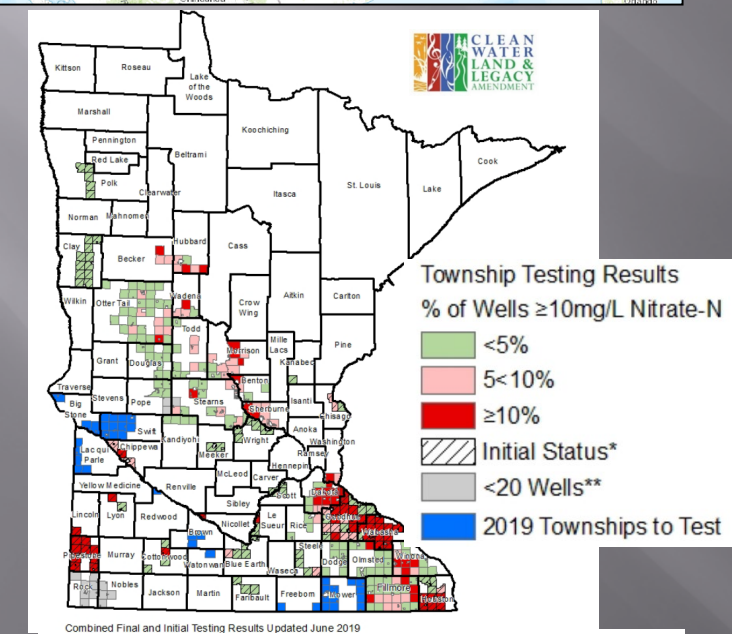 CLEAN
WATER
LAND &
LEGACY
AMENDMENT
Kittson
Roseau
Lake
of the
Woods
Marshall
Koochiching
Pennington
Red Lake
Beltrami
Cook
Polk
St. Louis
Lake
Clearwater
Itasca
Norman
Mahnomen
Clay
Hubbard
Cass
Becker
Wilkin
Otter Tail
Wadena
Crow
Wing
Aitkin
Carlton
Todd
Pine
Grant
Douglas
Morrison
Mille
Lacs
Kanabec
Traverse
Big
Stone
Stevens
Pope
Stearns
Benton
Isanti
Sherburne
Chisago
Swift
Kandiyohi
Anoka
Wright
Washington
Chippewa
Meeker
Ramsey
Lac qui
Parle
Hennepin
McLeod
Carver
Yellow Medicine
Renville
Scott
Dakota
Sibley
Lincoln
Lyon
Redwood
Nicollet
Le
Sueur
Rice
Goodhue
Wabasha
Brown
Pipestone
Murray
Cottonwood
Watonwan
Blue Earth
Waseca
Steele
Dodge
Olmsted
Winona
Rock
Nobles
Jackson
Martin
Faribault
Freeborn
Mower
Fillmore
Houston
Township Testing Results
% of Wells ≥10mg/L Nitrate-N
<5%
5<10%
≥10%
Initial Status*
<20 Wells**
2019 Townships to Test
Combined Final and Initial Testing Results Updated June 2019